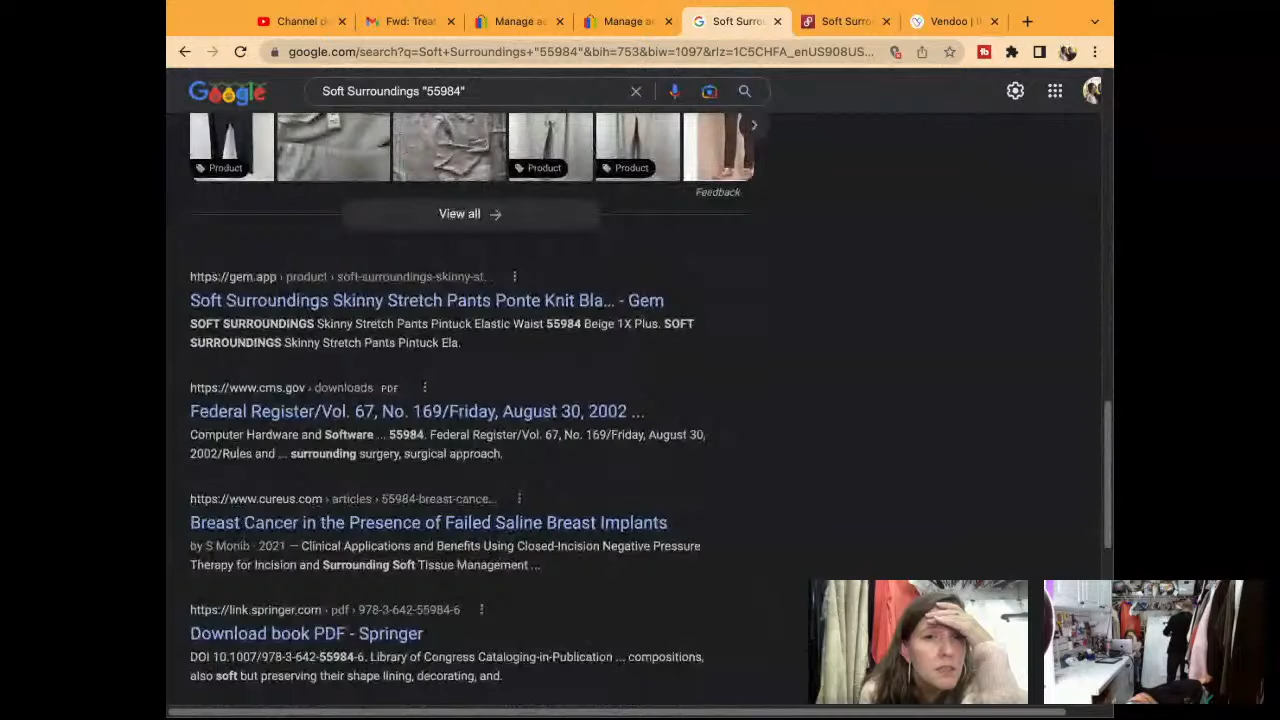 Channel d
Fwd: Treat
Manage a
Manage a
Soft Surrou
Soft Surro
Vendoo |
google.com/search?q=Soft+Surroundings+"55984"&bih=753&biw=1097&rlz=1C5CHFA_enUS908US...
Google
Soft Surroundings "55984"
Product
Product
Product
Feedback
View all
https://gem.app › product › soft-surroundings-skinny-st...
Soft Surroundings Skinny Stretch Pants Ponte Knit Bla... - Gem
SOFT SURROUNDINGS Skinny Stretch Pants Pintuck Elastic Waist 55984 Beige 1X Plus. SOFT
SURROUNDINGS Skinny Stretch Pants Pintuck Ela.
https://www.cms.gov › downloads PDF
Federal Register/Vol. 67, No. 169/Friday, August 30, 2002 ...
Computer Hardware and Software ... 55984. Federal Register/Vol. 67, No. 169/Friday, August 30,
2002/Rules and ... surrounding surgery, surgical approach.
https://www.cureus.com › articles › 55984-breast-cance...
Breast Cancer in the Presence of Failed Saline Breast Implants
by S Monib · 2021 — Clinical Applications and Benefits Using Closed-Incision Negative Pressure
Therapy for Incision and Surrounding Soft Tissue Management ...
https://link.springer.com › pdf › 978-3-642-55984-6
Download book PDF - Springer
DOI 10.1007/978-3-642-55984-6. Library of Congress Cataloging-in-Publication ... compositions,
also soft but preserving their shape lining, decorating, and.